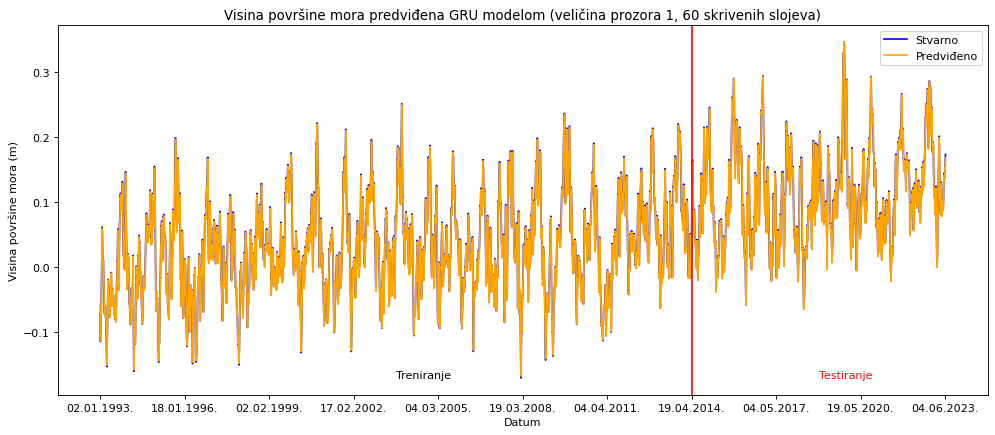 Visina površine mora predviđena GRU modelom (veličina prozora 1, 60 skrivenih slojeva)
Stvarno
Predviđeno
Visina površine mora (m)
0.3
0.2
0.1
0.0
−0.1
Treniranje
Testiranje
02.01.1993. 18.01.1996. 02.02.1999. 17.02.2002. 04.03.2005. 19.03.2008. 04.04.2011. 19.04.2014. 04.05.2017. 19.05.2020. 04.06.2023.
Datum